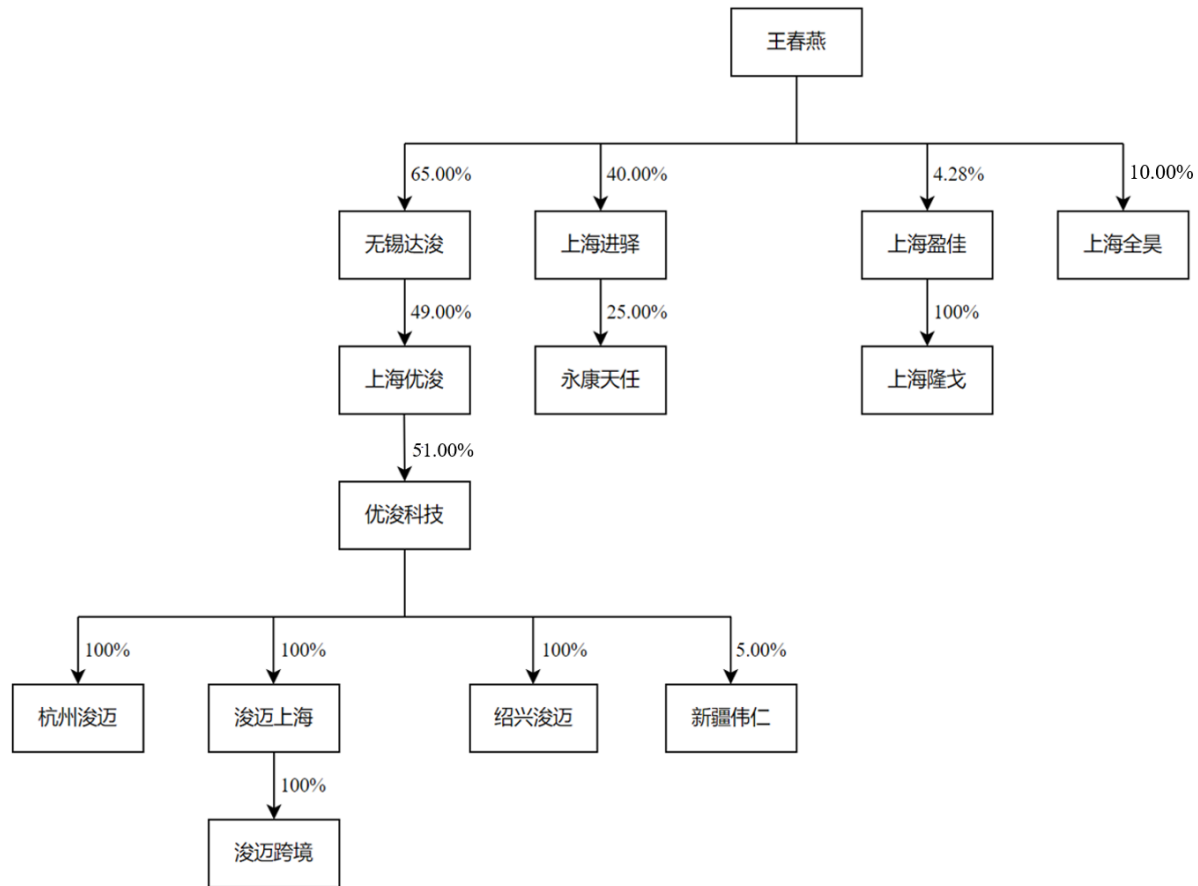 王春燕
65.00%
40.00%
4.28%
10.00%
无锡达浚
上海进驿
上海盈佳
上海全昊
49.00%
25.00%
100%
上海优浚
永康天任
上海隆戈
51.00%
优浚科技
100%
100%
100%
5.00%
杭州浚迈
浚迈上海
绍兴浚迈
新疆伟仁
100%
浚迈跨境